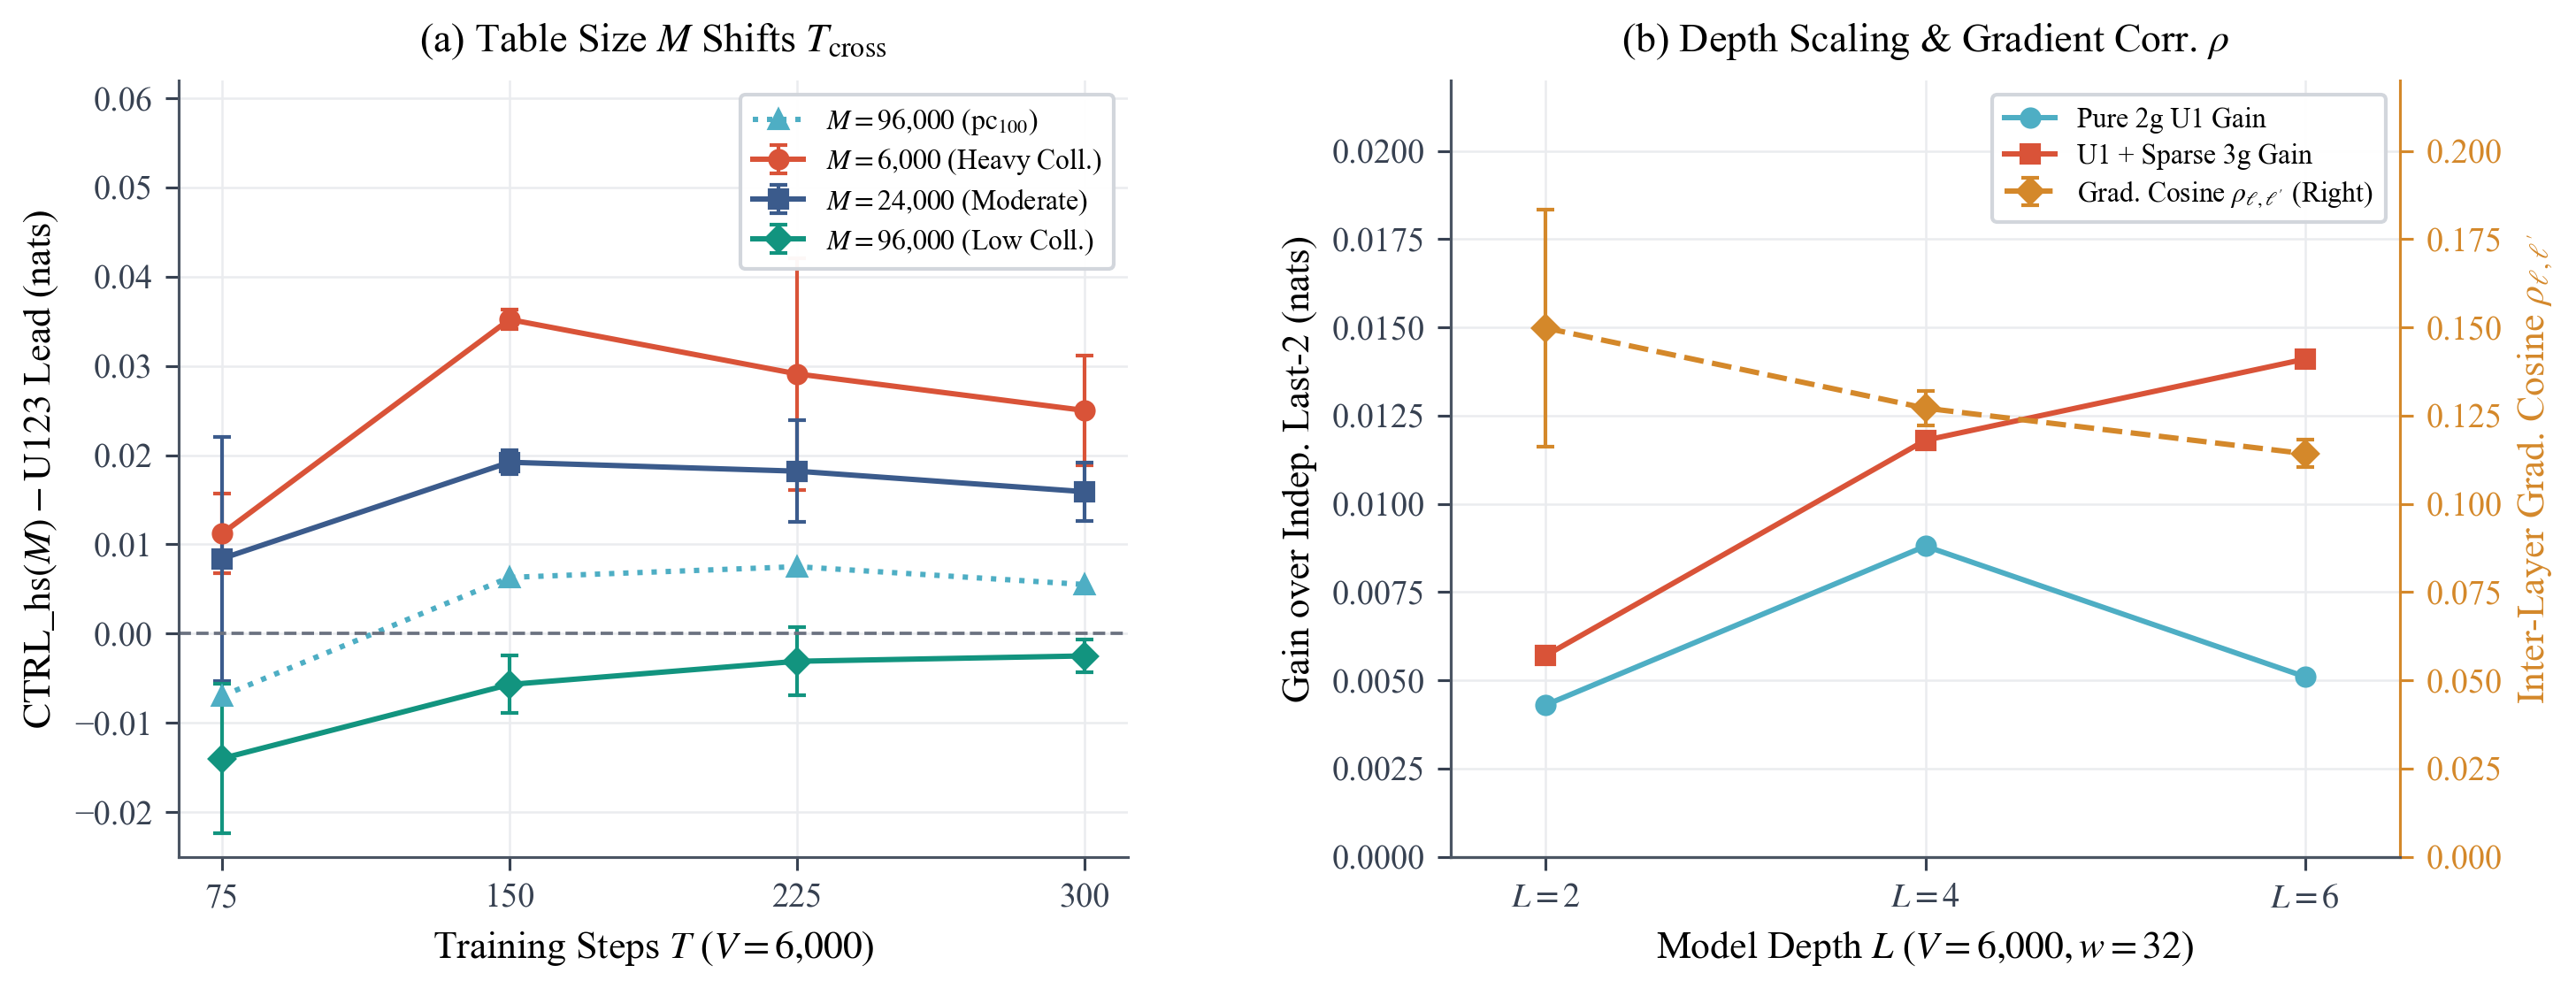 (a) Table Size M Shifts T_cross
CTRL_hs(M) − U123 Lead (nats)
0.06
0.05
0.04
0.03
0.02
0.01
0.00
−0.01
−0.02
M = 96,000 (pc₁₀₀)
M = 6,000 (Heavy Coll.)
M = 24,000 (Moderate)
M = 96,000 (Low Coll.)
75 150 225 300
Training Steps T (V = 6,000)
(b) Depth Scaling & Gradient Corr. ρ
Gain over Indep. Last-2 (nats)
0.0200
0.0175
0.0150
0.0125
0.0100
0.0075
0.0050
0.0025
0.0000
Pure 2g U1 Gain
U1 + Sparse 3g Gain
Grad. Cosine ρℓ,ℓ′ (Right)
0.200
0.175
0.150
0.125
0.100
0.075
0.050
0.025
0.000
Inter-Layer Grad. Cosine ρℓ,ℓ′
L = 2 L = 4 L = 6
Model Depth L (V = 6,000, w = 32)